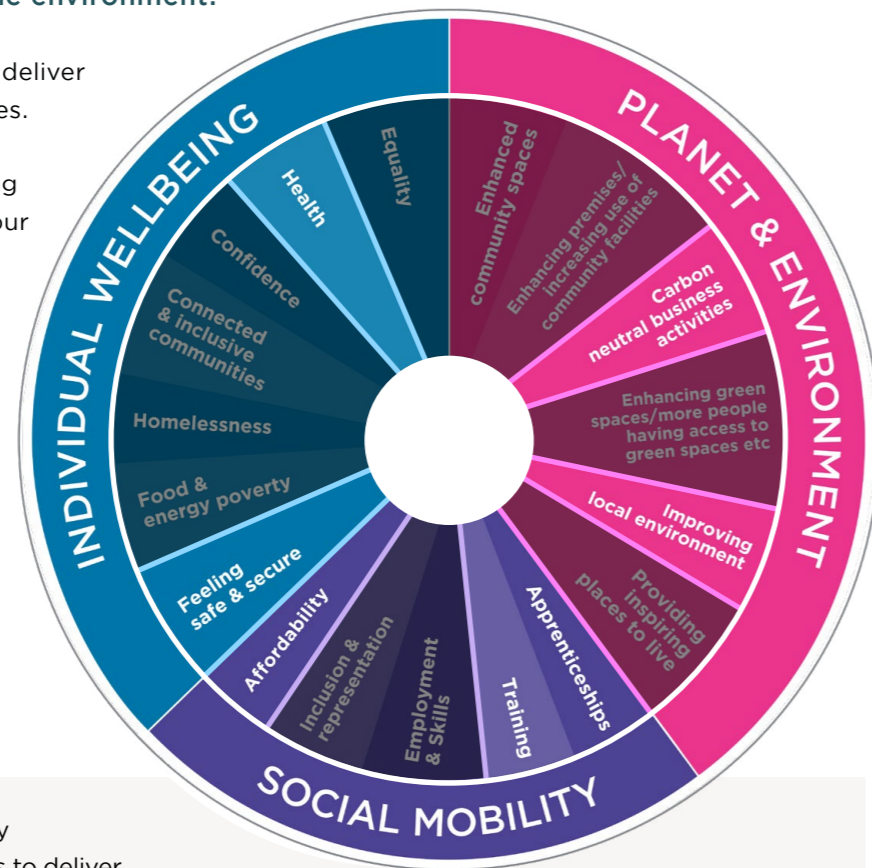 e environment.
deliver
es.
g
our
INDIVIDUAL WELLBEING
Equality
Health
Confidence
Connected
& inclusive
communities
Homelessness
Food &
energy poverty
Feeling
safe & secure
PLANET & ENVIRONMENT
Enhanced
community spaces
Enhancing premises/
increasing use of
community facilities
Carbon
neutral business
activities
Enhancing green
spaces/more people
having access to
green spaces etc
Improving
local environment
Providing
inspiring
places to live
SOCIAL MOBILITY
Affordability
Inclusion &
representation
Employment
& Skills
Training
Apprenticeships
y
s to deliver